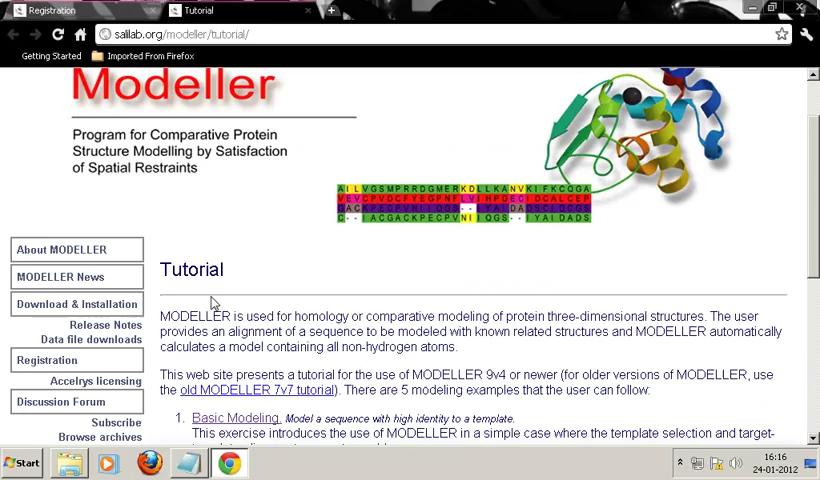 Registration
Tutorial
salilab.org/modeller/tutorial/
Getting Started
Imported From Firefox
Modeller
Program for Comparative Protein
Structure Modelling by Satisfaction
of Spatial Restraints
About MODELLER
MODELLER News
Download & Installation
Release Notes
Data file downloads
Registration
Accelrys licensing
Discussion Forum
Subscribe
Browse archives
Tutorial
MODELLER is used for homology or comparative modeling of protein three-dimensional structures. The user
provides an alignment of a sequence to be modeled with known related structures and MODELLER automatically
calculates a model containing all non-hydrogen atoms.
This web site presents a tutorial for the use of MODELLER 9v4 or newer (for older versions of MODELLER, use
the old MODELLER 7v7 tutorial). There are 5 modeling examples that the user can follow:
1. Basic Modeling. Model a sequence with high identity to a template.
This exercise introduces the use of MODELLER in a simple case where the template selection and target-
Start
16:16
24-01-2012